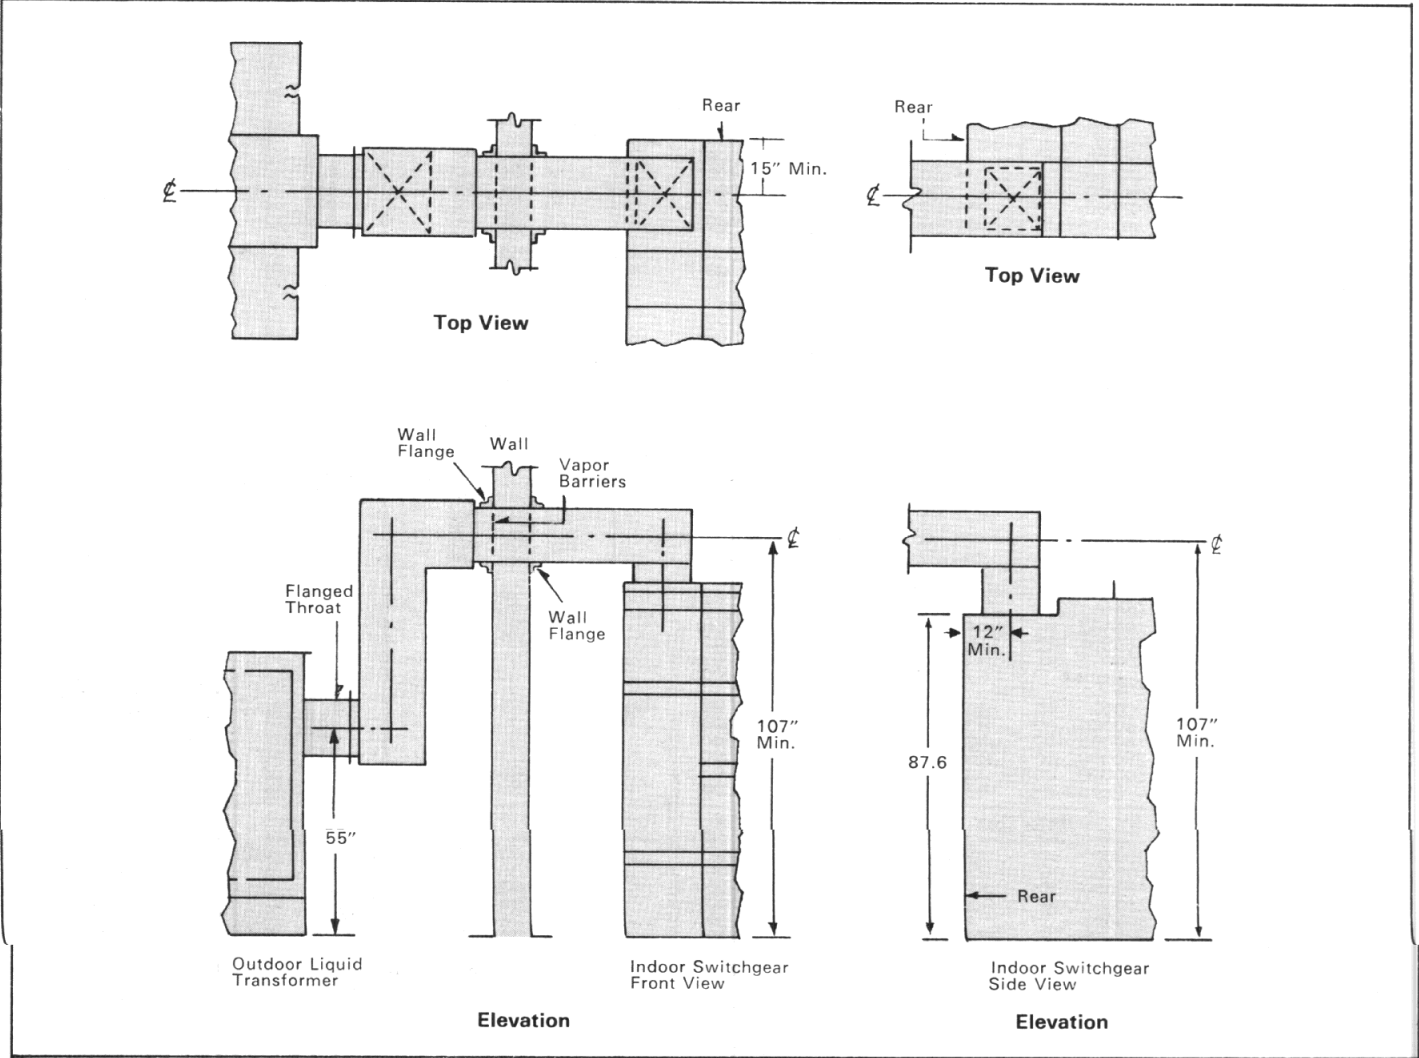 Rear
15″ Min.
℄
Top View
Rear
℄
Top View
Wall
Flange
Wall
Vapor
Barriers
℄
Flanged
Throat
Wall
Flange
107″
Min.
55″
Outdoor Liquid
Transformer
Indoor Switchgear
Front View
Elevation
℄
12″
Min.
107″
Min.
87.6
Rear
Indoor Switchgear
Side View
Elevation